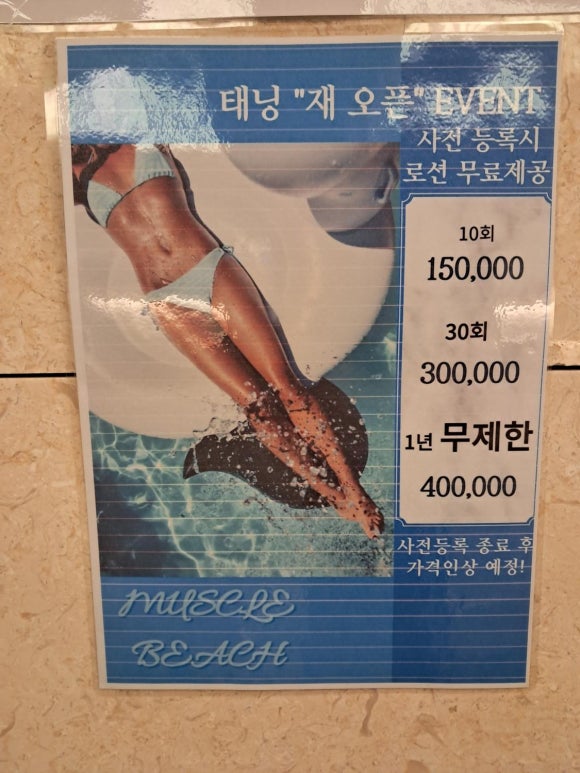 태닝 "재 오픈" EVENT
사전 등록시
로션 무료제공
10회
150,000
30회
300,000
1년 무제한
400,000
사전등록 종료 후
가격인상 예정!
MUSCLE
BEACH